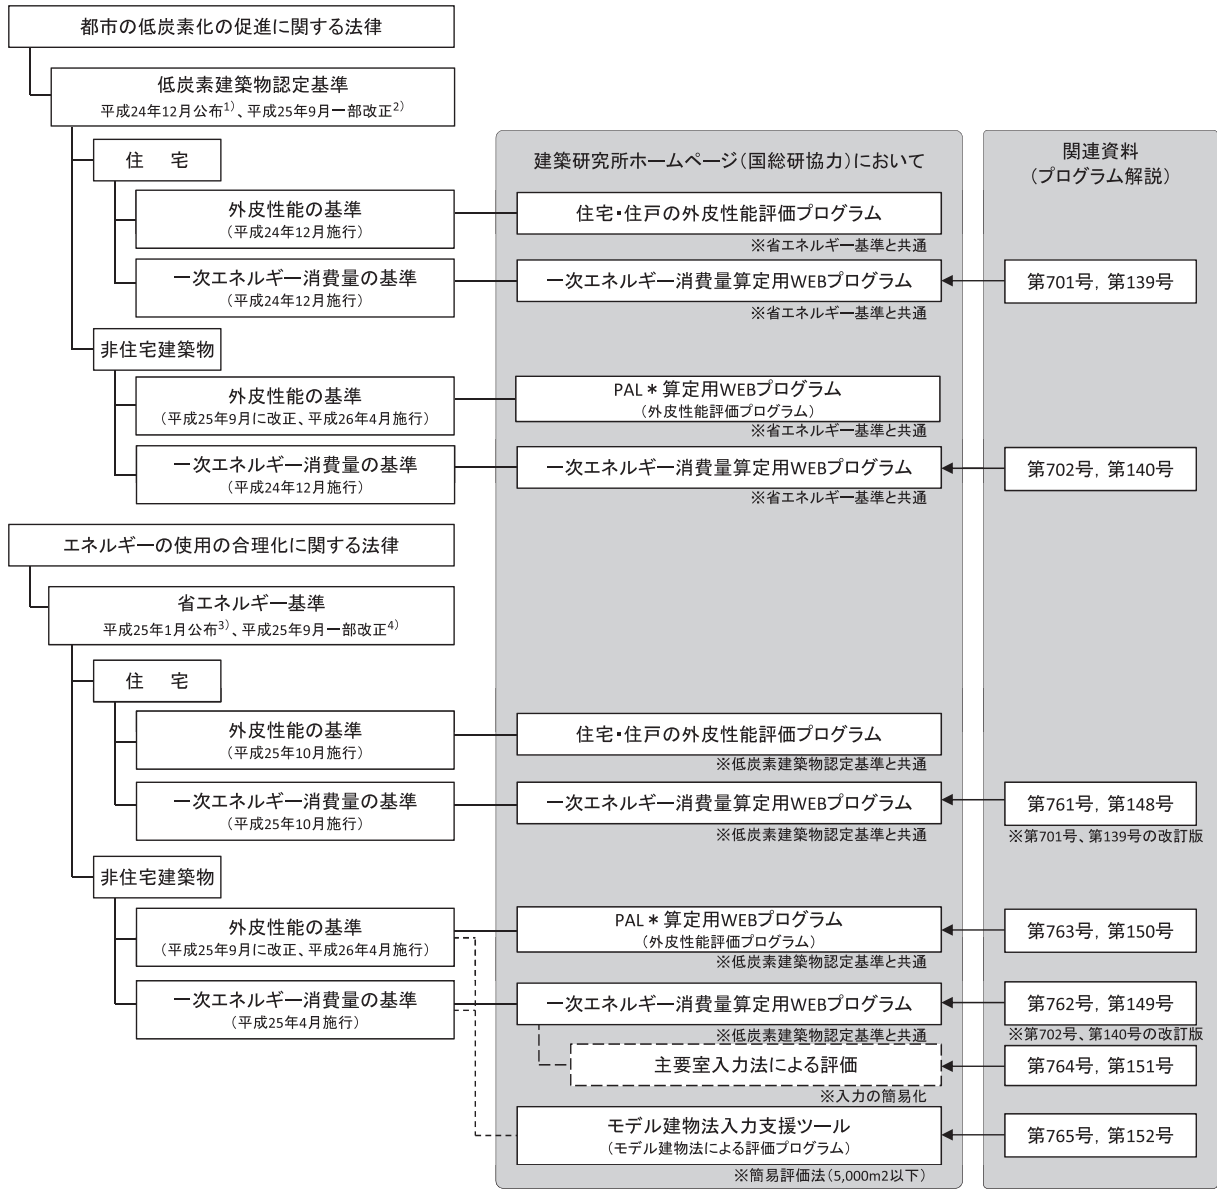 都市の低炭素化の促進に関する法律
低炭素建築物認定基準
平成24年12月公布1)、平成25年9月一部改正2)
住　宅
建築研究所ホームページ(国総研協力)において
関連資料
(プログラム解説)
外皮性能の基準
(平成24年12月施行)
住宅・住戸の外皮性能評価プログラム
※省エネルギー基準と共通
一次エネルギー消費量の基準
(平成24年12月施行)
一次エネルギー消費量算定用WEBプログラム
※省エネルギー基準と共通
第701号, 第139号
非住宅建築物
外皮性能の基準
(平成25年9月に改正、平成26年4月施行)
PAL＊算定用WEBプログラム
(外皮性能評価プログラム)
※省エネルギー基準と共通
一次エネルギー消費量の基準
(平成24年12月施行)
一次エネルギー消費量算定用WEBプログラム
※省エネルギー基準と共通
第702号, 第140号
エネルギーの使用の合理化に関する法律
省エネルギー基準
平成25年1月公布3)、平成25年9月一部改正4)
住　宅
外皮性能の基準
(平成25年10月施行)
住宅・住戸の外皮性能評価プログラム
※低炭素建築物認定基準と共通
一次エネルギー消費量の基準
(平成25年10月施行)
一次エネルギー消費量算定用WEBプログラム
※低炭素建築物認定基準と共通
第761号, 第148号
※第701号、第139号の改訂版
非住宅建築物
外皮性能の基準
(平成25年9月に改正、平成26年4月施行)
PAL＊算定用WEBプログラム
(外皮性能評価プログラム)
※低炭素建築物認定基準と共通
第763号, 第150号
一次エネルギー消費量の基準
(平成25年4月施行)
一次エネルギー消費量算定用WEBプログラム
※低炭素建築物認定基準と共通
第762号, 第149号
※第702号、第140号の改訂版
主要室入力法による評価
※入力の簡易化
第764号, 第151号
モデル建物法入力支援ツール
(モデル建物法による評価プログラム)
※簡易評価法(5,000m2以下)
第765号, 第152号